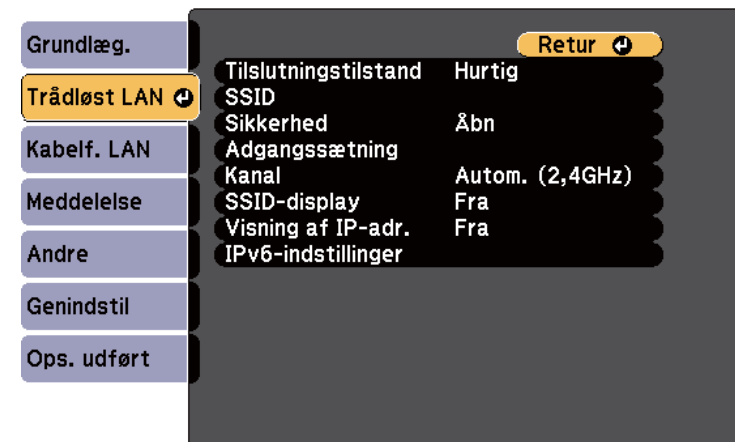 Grundlæg.
Trådløst LAN
Kabelf. LAN
Meddelelse
Andre
Genindstil
Ops. udført
Retur
Tilslutningstilstand Hurtig
SSID
Sikkerhed Åbn
Adgangssætning
Kanal Autom. (2,4GHz)
SSID-display Fra
Visning af IP-adr. Fra
IPv6-indstillinger